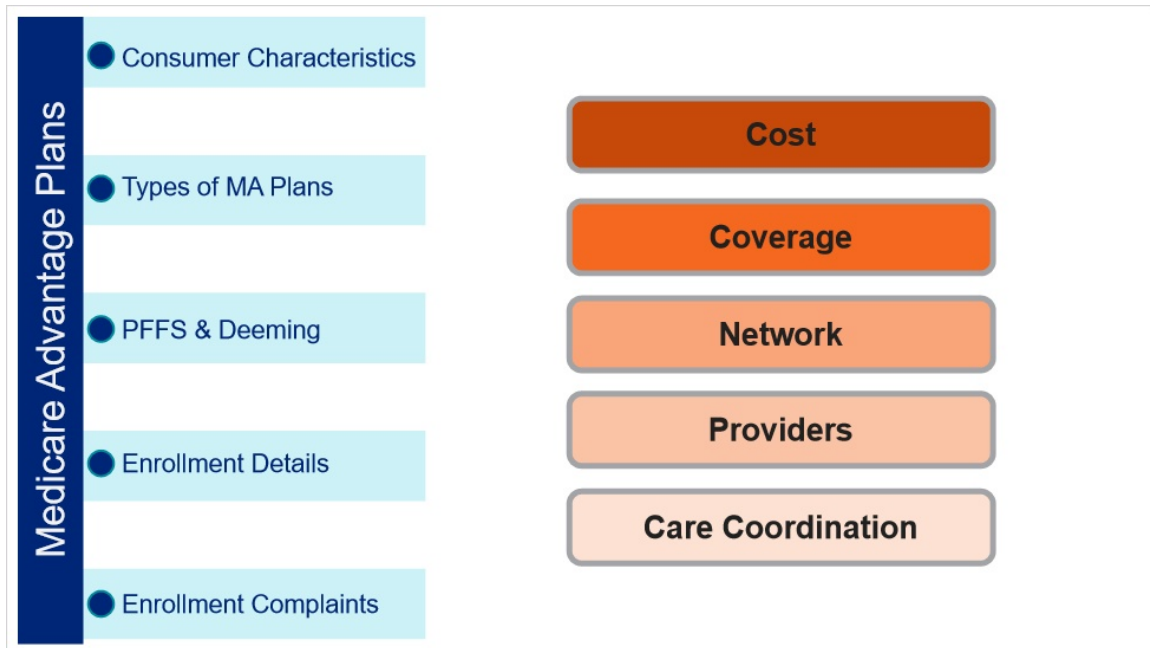 Medicare Advantage Plans
Consumer Characteristics
Types of MA Plans
PFFS & Deeming
Enrollment Details
Enrollment Complaints
Cost
Coverage
Network
Providers
Care Coordination